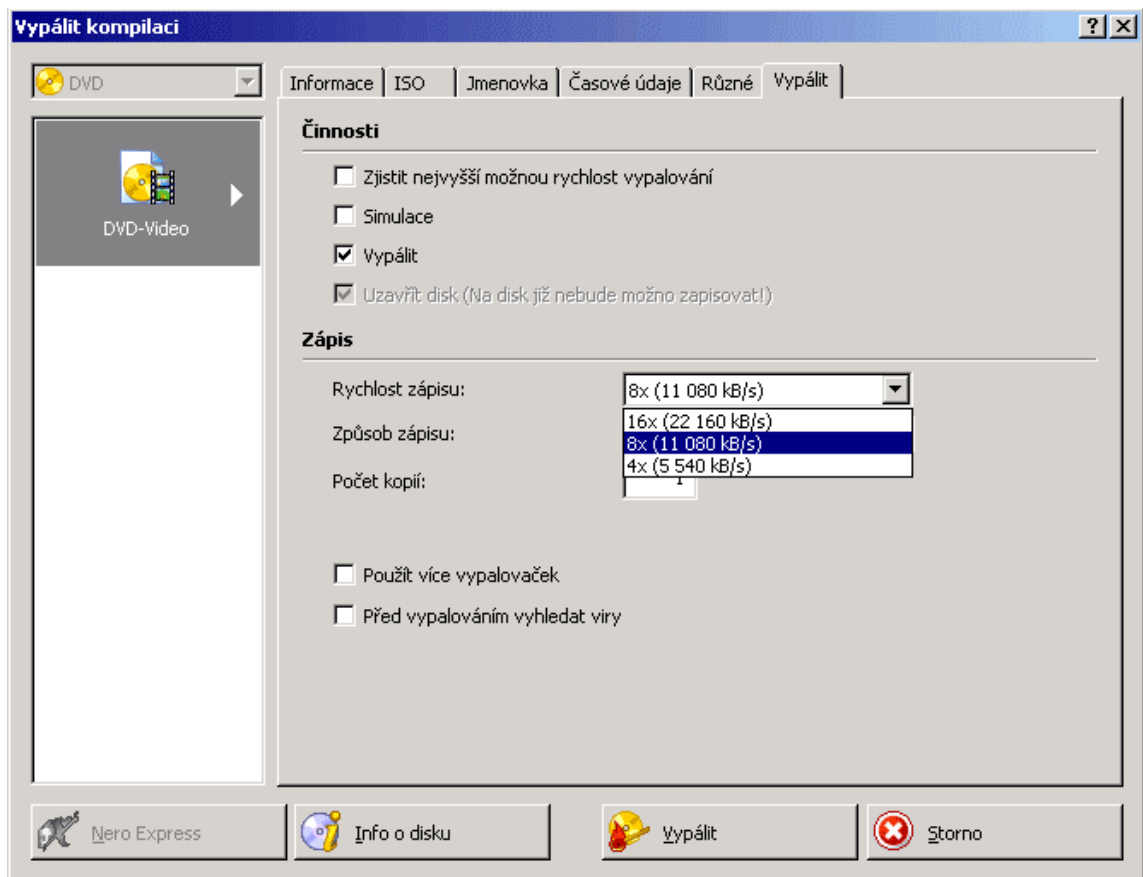 Vypálit kompilaci
DVD
DVD-Video
Informace ISO Jmenovka Časové údaje Různé Vypálit
Činnosti
Zjistit nejvyšší možnou rychlost vypalování
Simulace
Vypálit
Uzavřít disk (Na disk již nebude možno zapisovat!)
Zápis
Rychlost zápisu: 8x (11 080 kB/s)
16x (22 160 kB/s)
8x (11 080 kB/s)
4x (5 540 kB/s)
Způsob zápisu:
Počet kopií: 1
Použít více vypalovaček
Před vypalováním vyhledat viry
Nero Express Info o disku Vypálit Storno